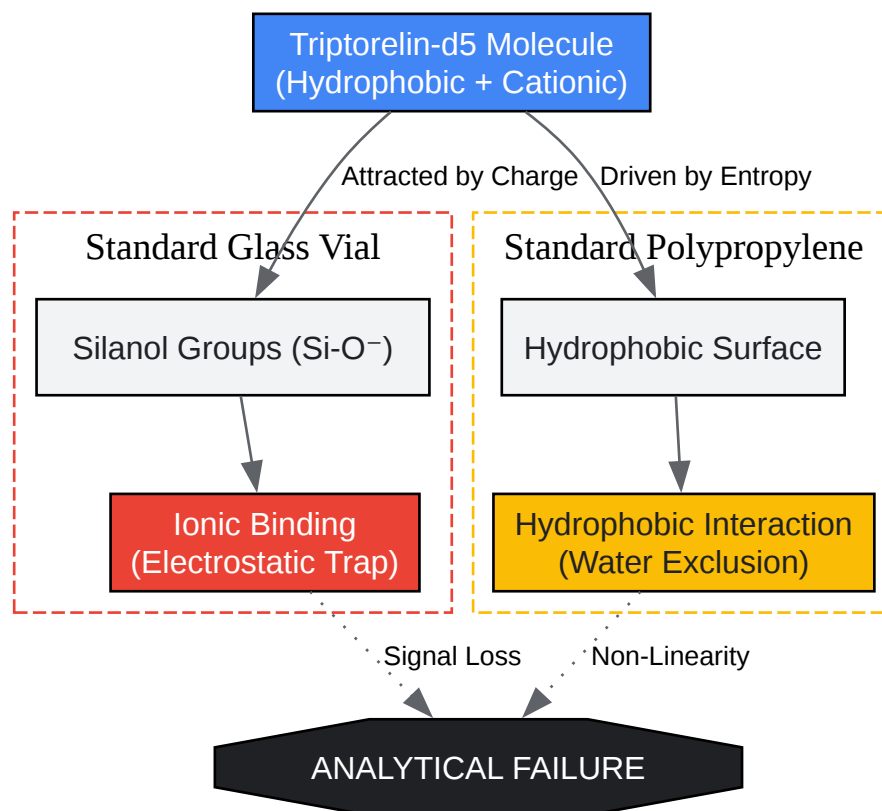 Triptorelin-d5 Molecule
(Hydrophobic + Cationic)
Attracted by Charge
Driven by Entropy
Standard Glass Vial
Standard Polypropylene
Silanol Groups (Si-O⁻)
Hydrophobic Surface
Ionic Binding
(Electrostatic Trap)
Hydrophobic Interaction
(Water Exclusion)
Signal Loss
Non-Linearity
ANALYTICAL FAILURE